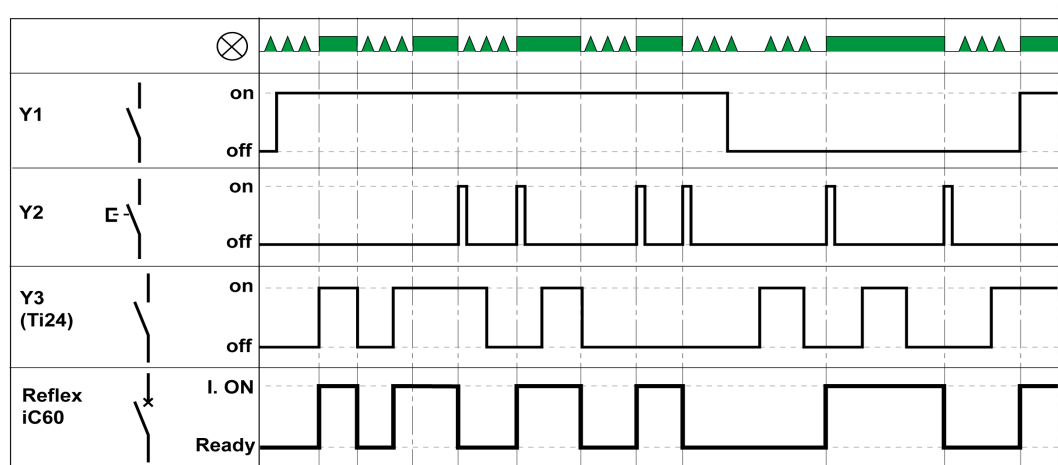 on
Y1
off
on
Y2
off
on
Y3
(Ti24)
off
I. ON
Reflex
iC60
Ready